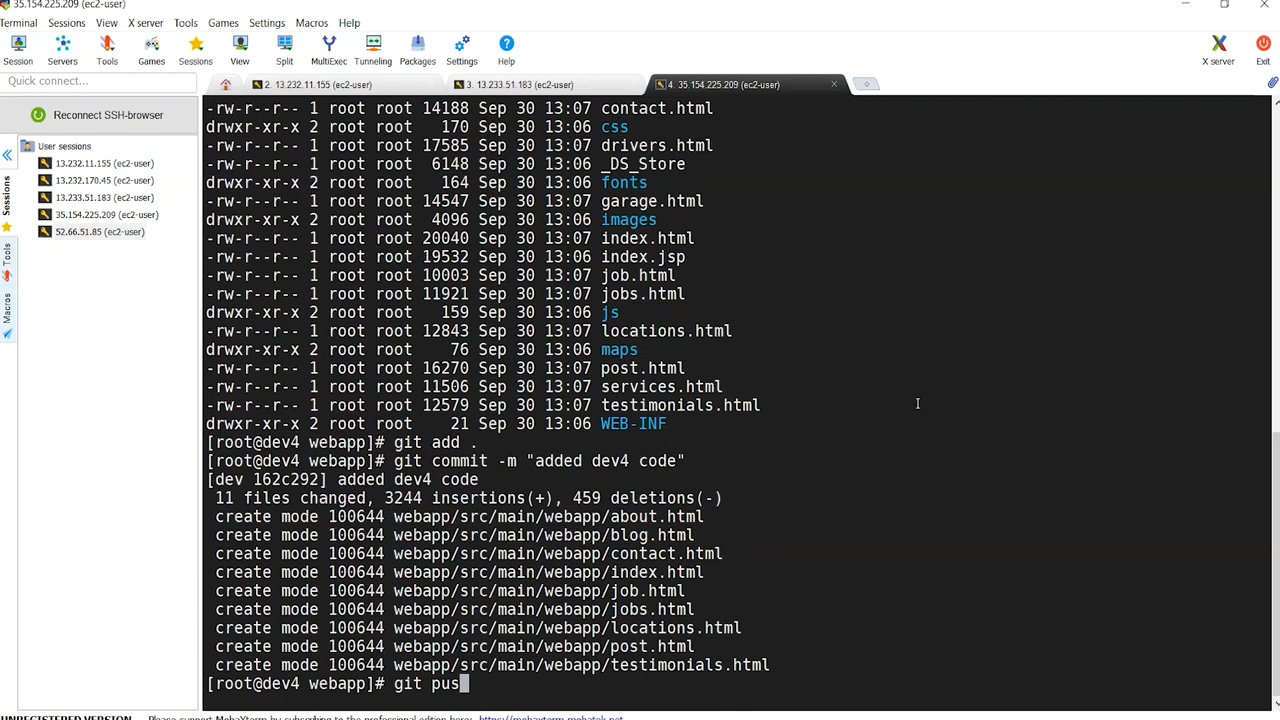 35.154.225.209 (ec2-user)
Terminal Sessions View X server Tools Games Settings Macros Help
Session Servers Tools Games Sessions View Split MultiExec Tunneling Packages Settings Help X server Exit
Quick connect...
2. 13.232.11.155 (ec2-user) 3. 13.233.51.183 (ec2-user) 4. 35.154.225.209 (ec2-user)
Reconnect SSH-browser
User sessions
13.232.11.155 (ec2-user)
13.232.170.45 (ec2-user)
13.233.51.183 (ec2-user)
35.154.225.209 (ec2-user)
52.66.51.85 (ec2-user)
Sessions
Tools
Macros
-rw-r--r-- 1 root root 14188 Sep 30 13:07 contact.html
drwxr-xr-x 2 root root   170 Sep 30 13:06 css
-rw-r--r-- 1 root root 17585 Sep 30 13:07 drivers.html
-rw-r--r-- 1 root root  6148 Sep 30 13:06 _DS_Store
drwxr-xr-x 2 root root   164 Sep 30 13:06 fonts
-rw-r--r-- 1 root root 14547 Sep 30 13:07 garage.html
drwxr-xr-x 2 root root  4096 Sep 30 13:06 images
-rw-r--r-- 1 root root 20040 Sep 30 13:07 index.html
-rw-r--r-- 1 root root 19532 Sep 30 13:06 index.jsp
-rw-r--r-- 1 root root 10003 Sep 30 13:07 job.html
-rw-r--r-- 1 root root 11921 Sep 30 13:07 jobs.html
drwxr-xr-x 2 root root   159 Sep 30 13:06 js
-rw-r--r-- 1 root root 12843 Sep 30 13:07 locations.html
drwxr-xr-x 2 root root    76 Sep 30 13:06 maps
-rw-r--r-- 1 root root 16270 Sep 30 13:07 post.html
-rw-r--r-- 1 root root 11506 Sep 30 13:07 services.html
-rw-r--r-- 1 root root 12579 Sep 30 13:07 testimonials.html
drwxr-xr-x 2 root root    21 Sep 30 13:06 WEB-INF
[root@dev4 webapp]# git add .
[root@dev4 webapp]# git commit -m "added dev4 code"
[dev 162c292] added dev4 code
 11 files changed, 3244 insertions(+), 459 deletions(-)
 create mode 100644 webapp/src/main/webapp/about.html
 create mode 100644 webapp/src/main/webapp/blog.html
 create mode 100644 webapp/src/main/webapp/contact.html
 create mode 100644 webapp/src/main/webapp/index.html
 create mode 100644 webapp/src/main/webapp/job.html
 create mode 100644 webapp/src/main/webapp/jobs.html
 create mode 100644 webapp/src/main/webapp/locations.html
 create mode 100644 webapp/src/main/webapp/post.html
 create mode 100644 webapp/src/main/webapp/testimonials.html
[root@dev4 webapp]# git pus
UNREGISTERED VERSION - Please support MobaXterm by subscribing to the professional edition here: https://mobaxterm.mobatek.net